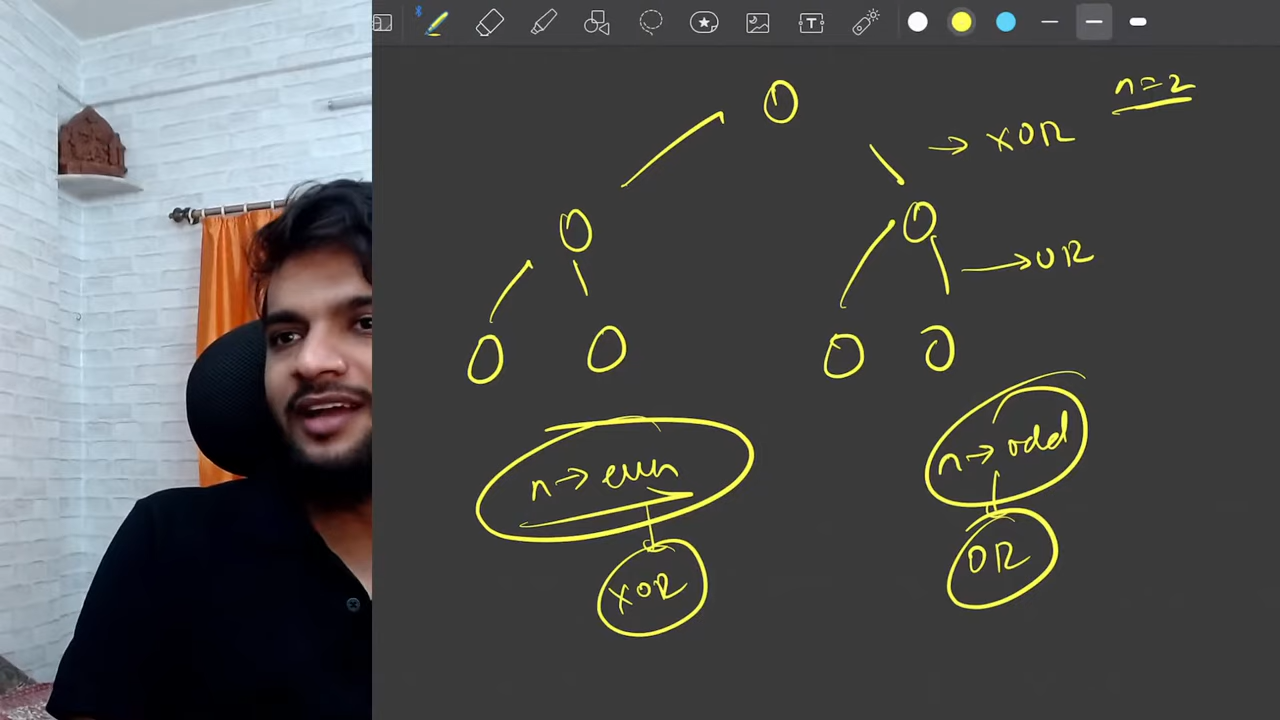 n=2
→ XOR
→ OR
n → even
n → odd
XOR
OR